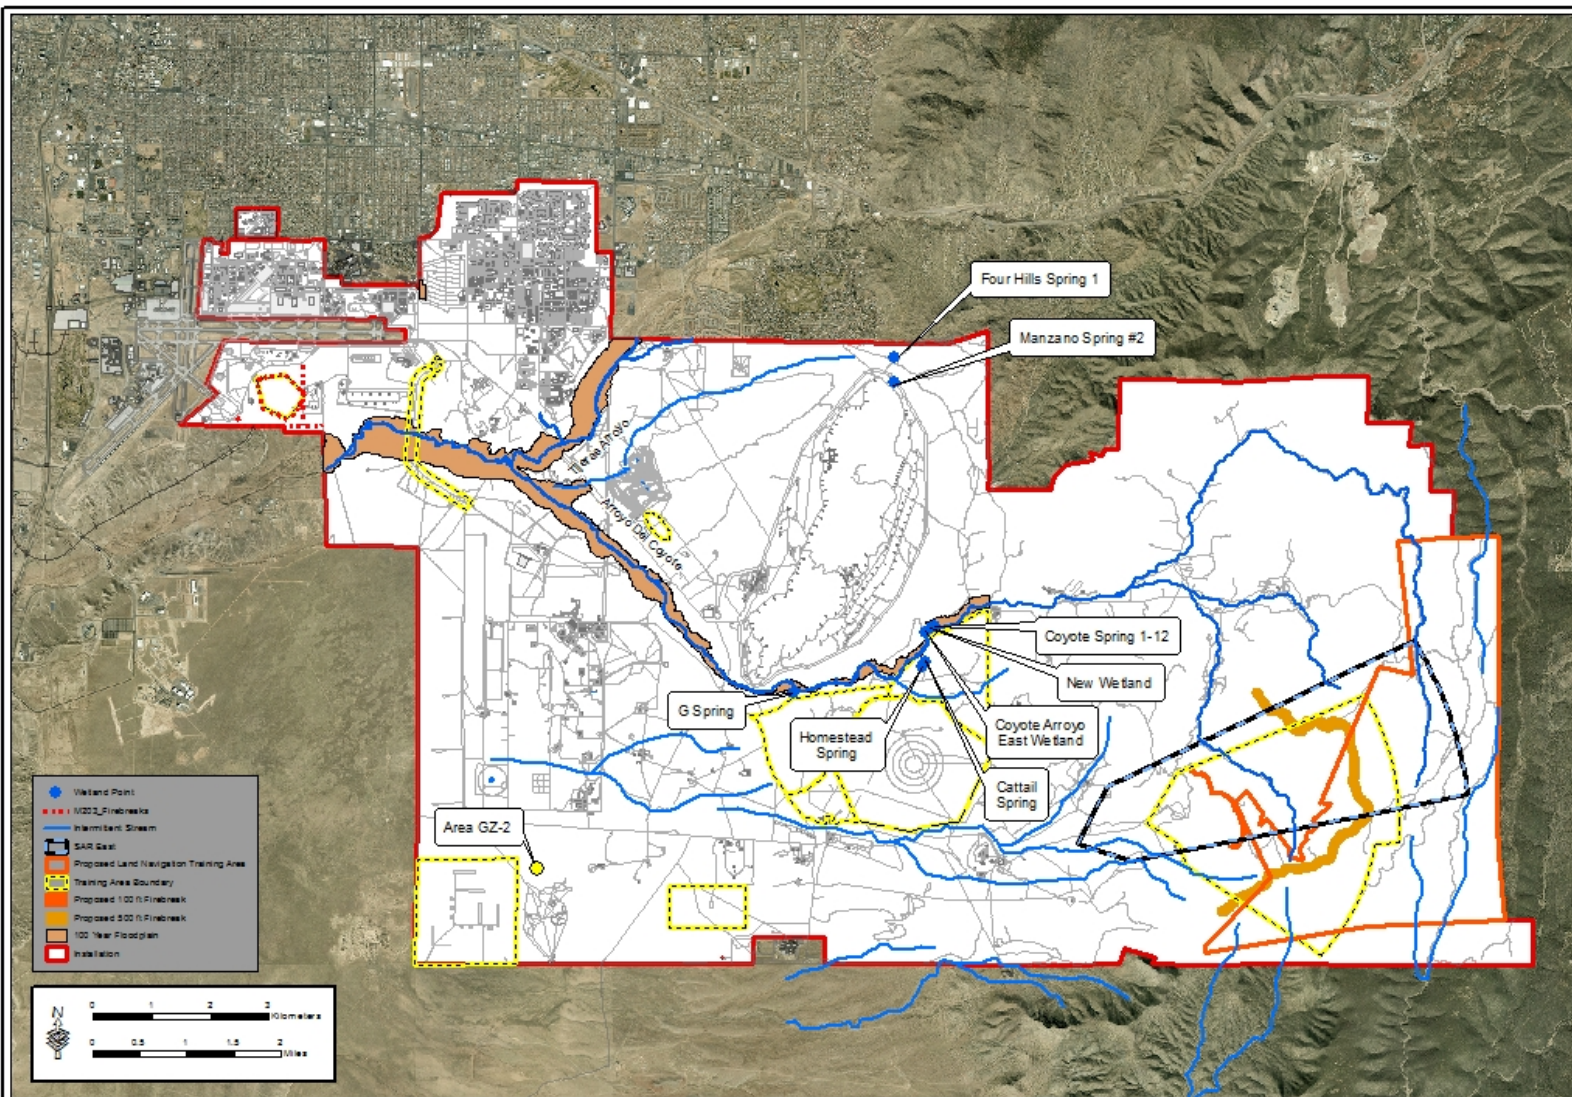 Four Hills Spring 1
Manzano Spring #2
Tijeras Arroyo
Arroyo Del Coyote
Coyote Spring 1-12
New Wetland
G Spring
Homestead
Spring
Coyote Arroyo
East Wetland
Cattail
Spring
Area GZ-2
Wetland Point
M203_Firebreaks
Intermittent Stream
SAR East
Proposed Land Navigation Training Area
Training Area Boundary
Proposed 100 ft Firebreak
Proposed 500 ft Firebreak
100 Year Floodplain
Installation
N
0 1 2 3
Kilometers
0 0.5 1 1.5 2
Miles